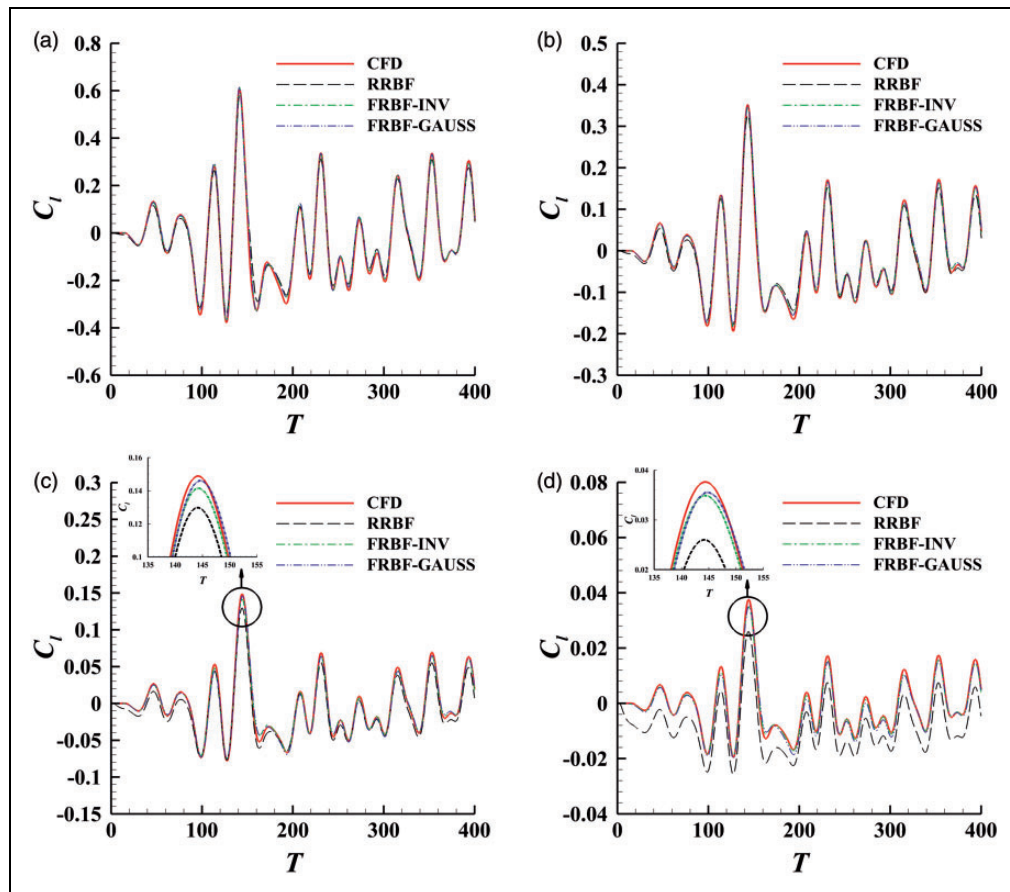 (a)
0.8
0.6
0.4
0.2
0
-0.2
-0.4
-0.6
C_l
0
100
200
300
400
T
CFD
RRBF
FRBF-INV
FRBF-GAUSS
(b)
0.5
0.4
0.3
0.2
0.1
0
-0.1
-0.2
-0.3
C_l
0
100
200
300
400
T
CFD
RRBF
FRBF-INV
FRBF-GAUSS
(c)
0.3
0.25
0.2
0.15
0.1
0.05
0
-0.05
-0.1
-0.15
C_l
0
100
200
300
400
T
0.16
0.14
0.12
0.1
C_l
135
140
145
150
155
T
CFD
RRBF
FRBF-INV
FRBF-GAUSS
(d)
0.08
0.06
0.04
0.02
0
-0.02
-0.04
C_l
0
100
200
300
400
T
0.04
0.03
0.02
C_l
135
140
145
150
155
T
CFD
RRBF
FRBF-INV
FRBF-GAUSS